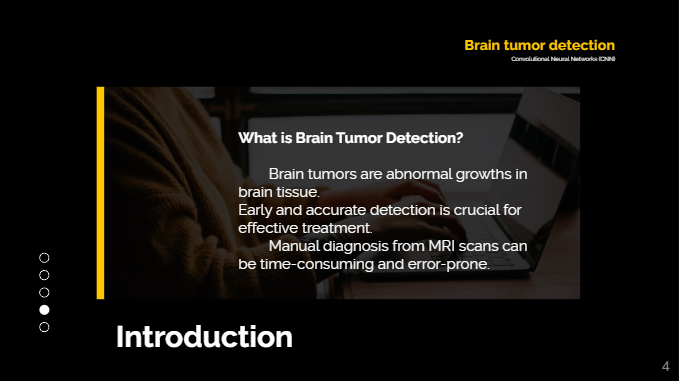 Brain tumor detection
Convolutional Neural Networks (CNN)
What is Brain Tumor Detection?
Brain tumors are abnormal growths in
brain tissue.
Early and accurate detection is crucial for
effective treatment.
Manual diagnosis from MRI scans can
be time-consuming and error-prone.
Introduction
4